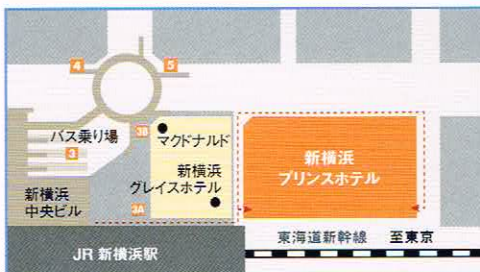 4
5
バス乗り場
3B
マクドナルド
3
新横浜
グレイスホテル
新横浜
プリンスホテル
新横浜
中央ビル
3A
JR 新横浜駅
東海道新幹線
至東京